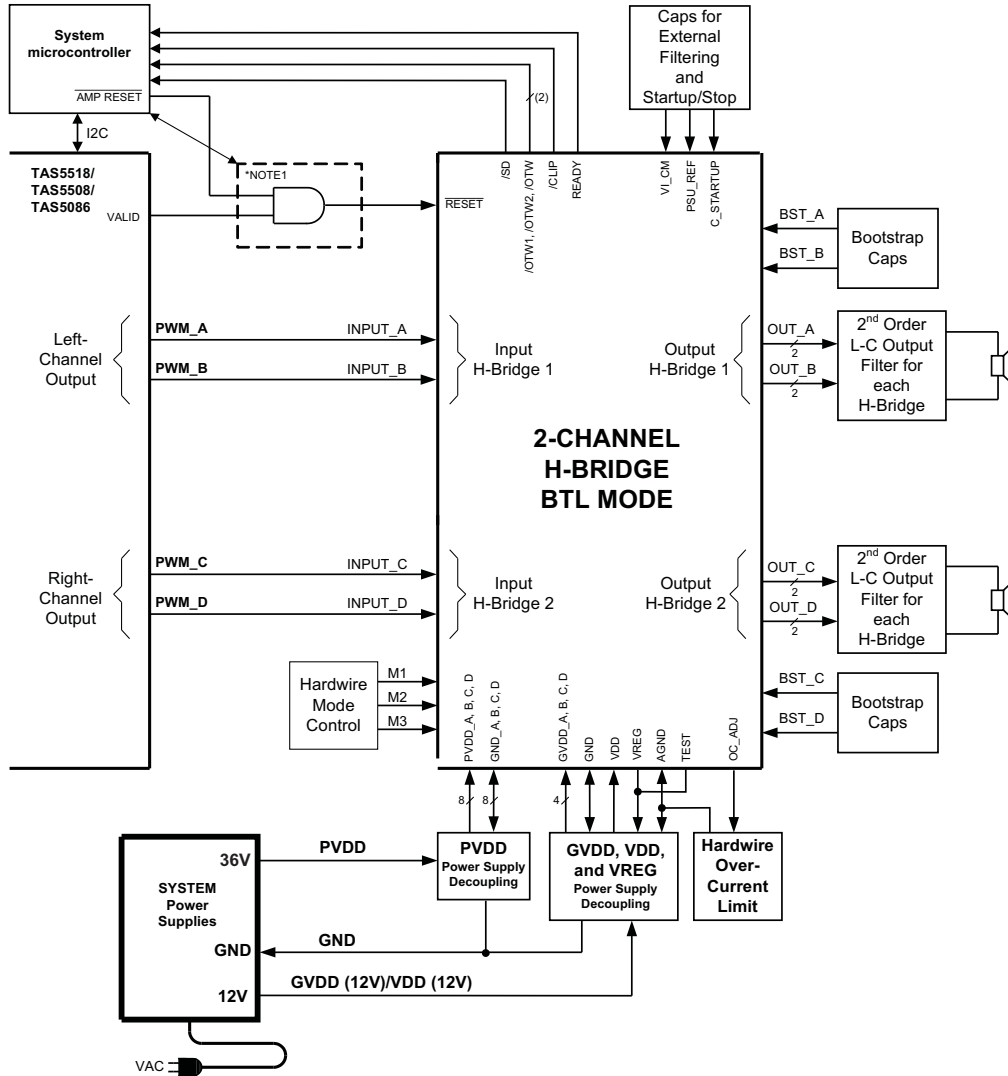 System
microcontroller
AMP RESET
I2C
TAS5518/
TAS5508/
TAS5086
VALID
*NOTE1
RESET
/SD
/OTW1, /OTW2, /OTW
/CLIP
READY
(2)
Caps for
External
Filtering
and
Startup/Stop
VI_CM
PSU_REF
C_STARTUP
BST_A
BST_B
Bootstrap
Caps
Left-
Channel
Output
PWM_A
PWM_B
INPUT_A
INPUT_B
Input
H-Bridge 1
Output
H-Bridge 1
OUT_A
2
OUT_B
2
2nd Order
L-C Output
Filter for
each
H-Bridge
2-CHANNEL
H-BRIDGE
BTL MODE
Right-
Channel
Output
PWM_C
PWM_D
INPUT_C
INPUT_D
Input
H-Bridge 2
Output
H-Bridge 2
OUT_C
2
OUT_D
2
2nd Order
L-C Output
Filter for
each
H-Bridge
Hardwire
Mode
Control
M1
M2
M3
PVDD_A, B, C, D
GND_A, B, C, D
GVDD_A, B, C, D
GND
VDD
VREG
AGND
TEST
OC_ADJ
BST_C
BST_D
Bootstrap
Caps
8
8
4
PVDD
Power Supply
Decoupling
GVDD, VDD,
and VREG
Power Supply
Decoupling
Hardwire
Over-
Current
Limit
SYSTEM
Power
Supplies
36V
GND
12V
PVDD
GND
GVDD (12V)/VDD (12V)
VAC